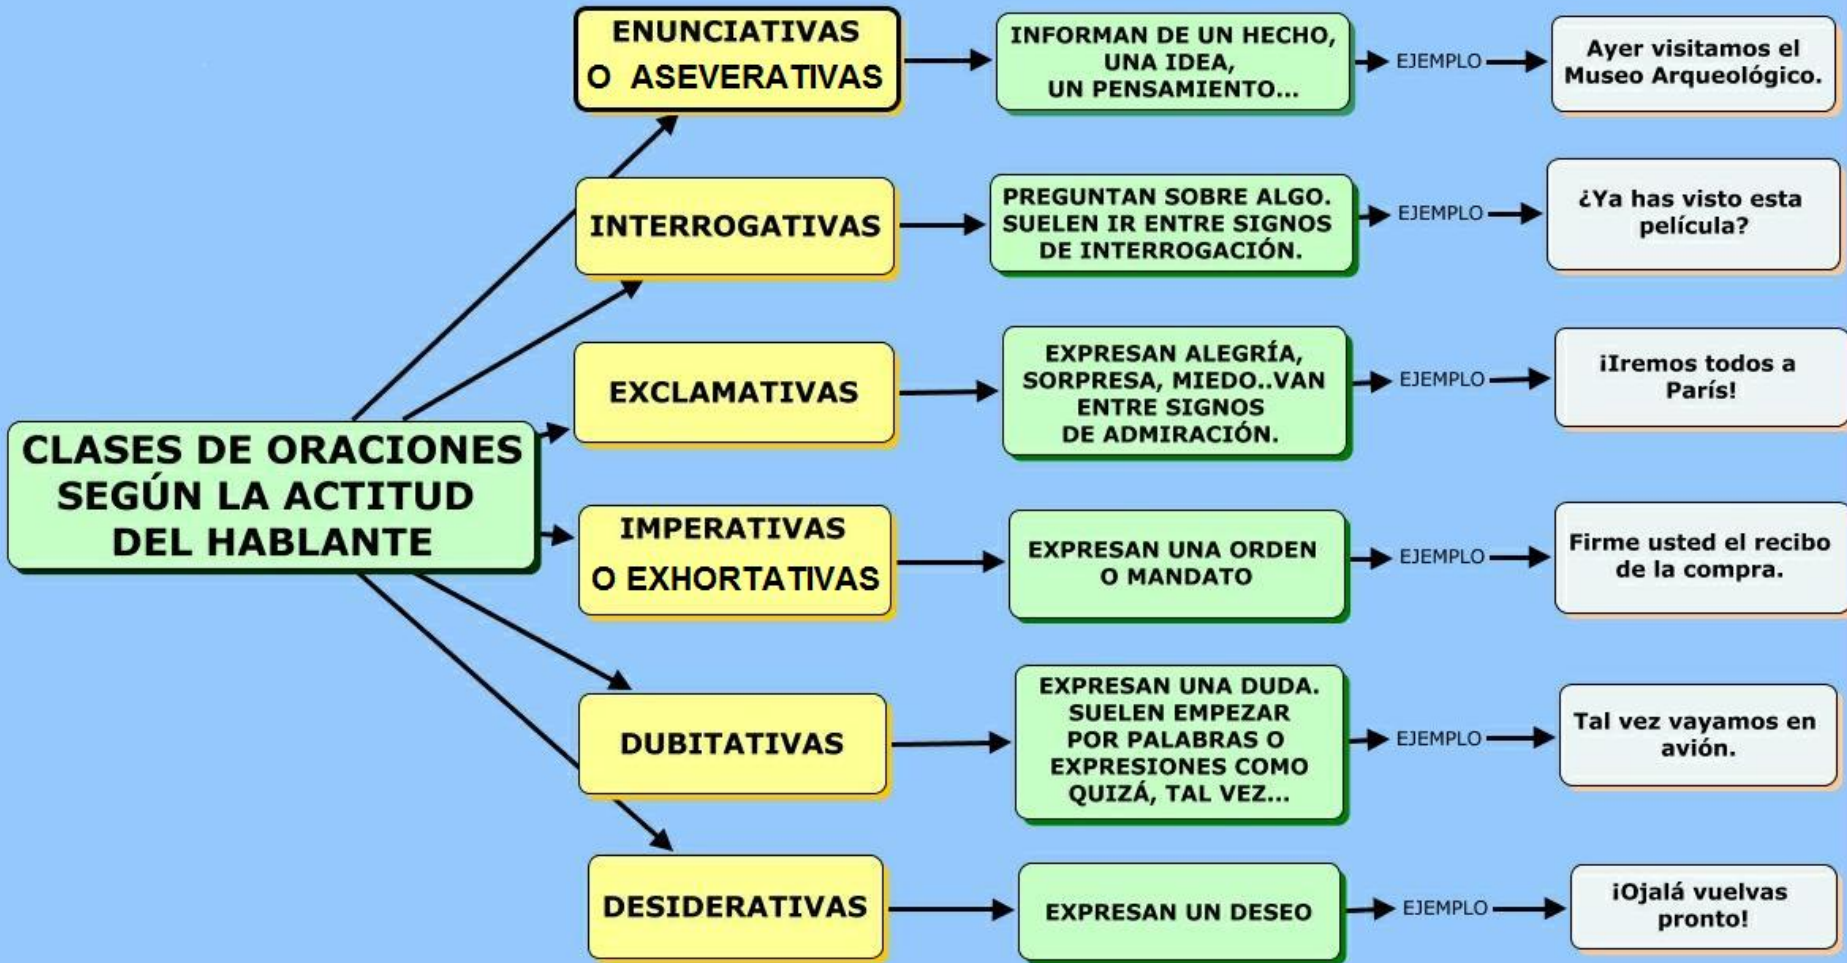 ENUNCIATIVAS
O ASEVERATIVAS
INFORMAN DE UN HECHO,
UNA IDEA,
UN PENSAMIENTO...
EJEMPLO
Ayer visitamos el
Museo Arqueológico.
INTERROGATIVAS
PREGUNTAN SOBRE ALGO.
SUELEN IR ENTRE SIGNOS
DE INTERROGACIÓN.
EJEMPLO
¿Ya has visto esta
película?
EXCLAMATIVAS
EXPRESAN ALEGRÍA,
SORPRESA, MIEDO..VAN
ENTRE SIGNOS
DE ADMIRACIÓN.
EJEMPLO
¡Iremos todos a
París!
CLASES DE ORACIONES
SEGÚN LA ACTITUD
DEL HABLANTE
IMPERATIVAS
O EXHORTATIVAS
EXPRESAN UNA ORDEN
O MANDATO
EJEMPLO
Firme usted el recibo
de la compra.
DUBITATIVAS
EXPRESAN UNA DUDA.
SUELEN EMPEZAR
POR PALABRAS O
EXPRESIONES COMO
QUIZÁ, TAL VEZ...
EJEMPLO
Tal vez vayamos en
avión.
DESIDERATIVAS
EXPRESAN UN DESEO
EJEMPLO
¡Ojalá vuelvas
pronto!